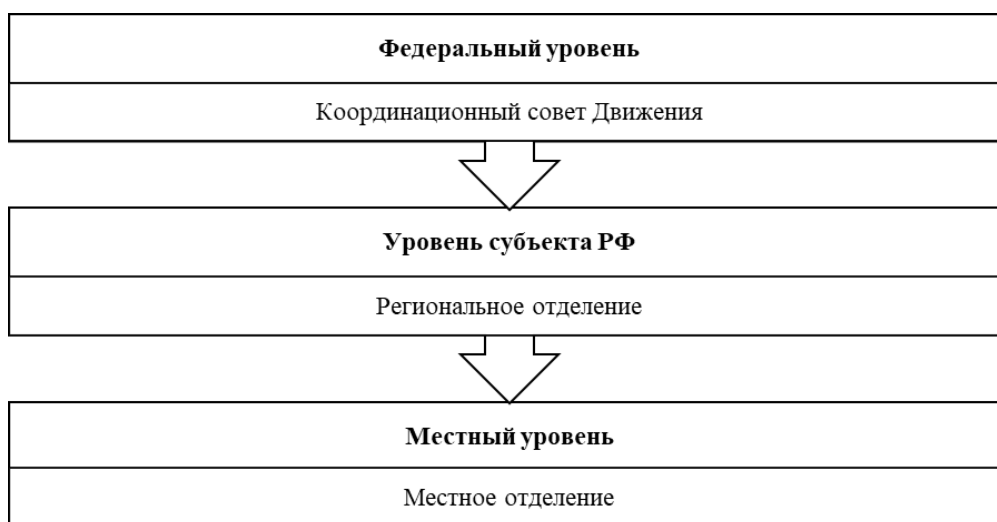 Федеральный уровень
Координационный совет Движения
Уровень субъекта РФ
Региональное отделение
Местный уровень
Местное отделение